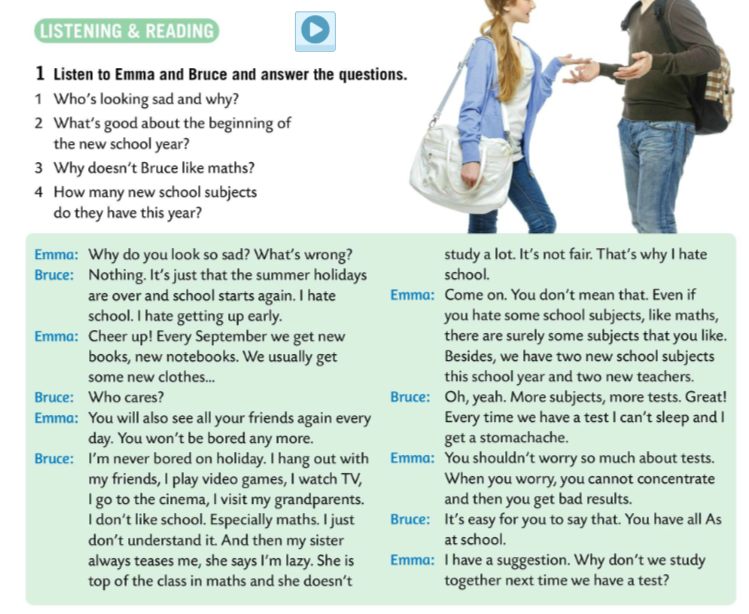 LISTENING & READING
1 Listen to Emma and Bruce and answer the questions.
1 Who's looking sad and why?
2 What's good about the beginning of
the new school year?
3 Why doesn't Bruce like maths?
4 How many new school subjects
do they have this year?
Emma: Why do you look so sad? What's wrong?
Bruce: Nothing. It's just that the summer holidays
are over and school starts again. I hate
school. I hate getting up early.
Emma: Cheer up! Every September we get new
books, new notebooks. We usually get
some new clothes...
Bruce: Who cares?
Emma: You will also see all your friends again every
day. You won't be bored any more.
Bruce: I'm never bored on holiday. I hang out with
my friends, I play video games, I watch TV,
I go to the cinema, I visit my grandparents.
I don't like school. Especially maths. I just
don't understand it. And then my sister
always teases me, she says I'm lazy. She is
top of the class in maths and she doesn't
study a lot. It's not fair. That's why I hate
school.
Emma: Come on. You don't mean that. Even if
you hate some school subjects, like maths,
there are surely some subjects that you like.
Besides, we have two new school subjects
this school year and two new teachers.
Bruce: Oh, yeah. More subjects, more tests. Great!
Every time we have a test I can't sleep and I
get a stomachache.
Emma: You shouldn't worry so much about tests.
When you worry, you cannot concentrate
and then you get bad results.
Bruce: It's easy for you to say that. You have all As
at school.
Emma: I have a suggestion. Why don't we study
together next time we have a test?